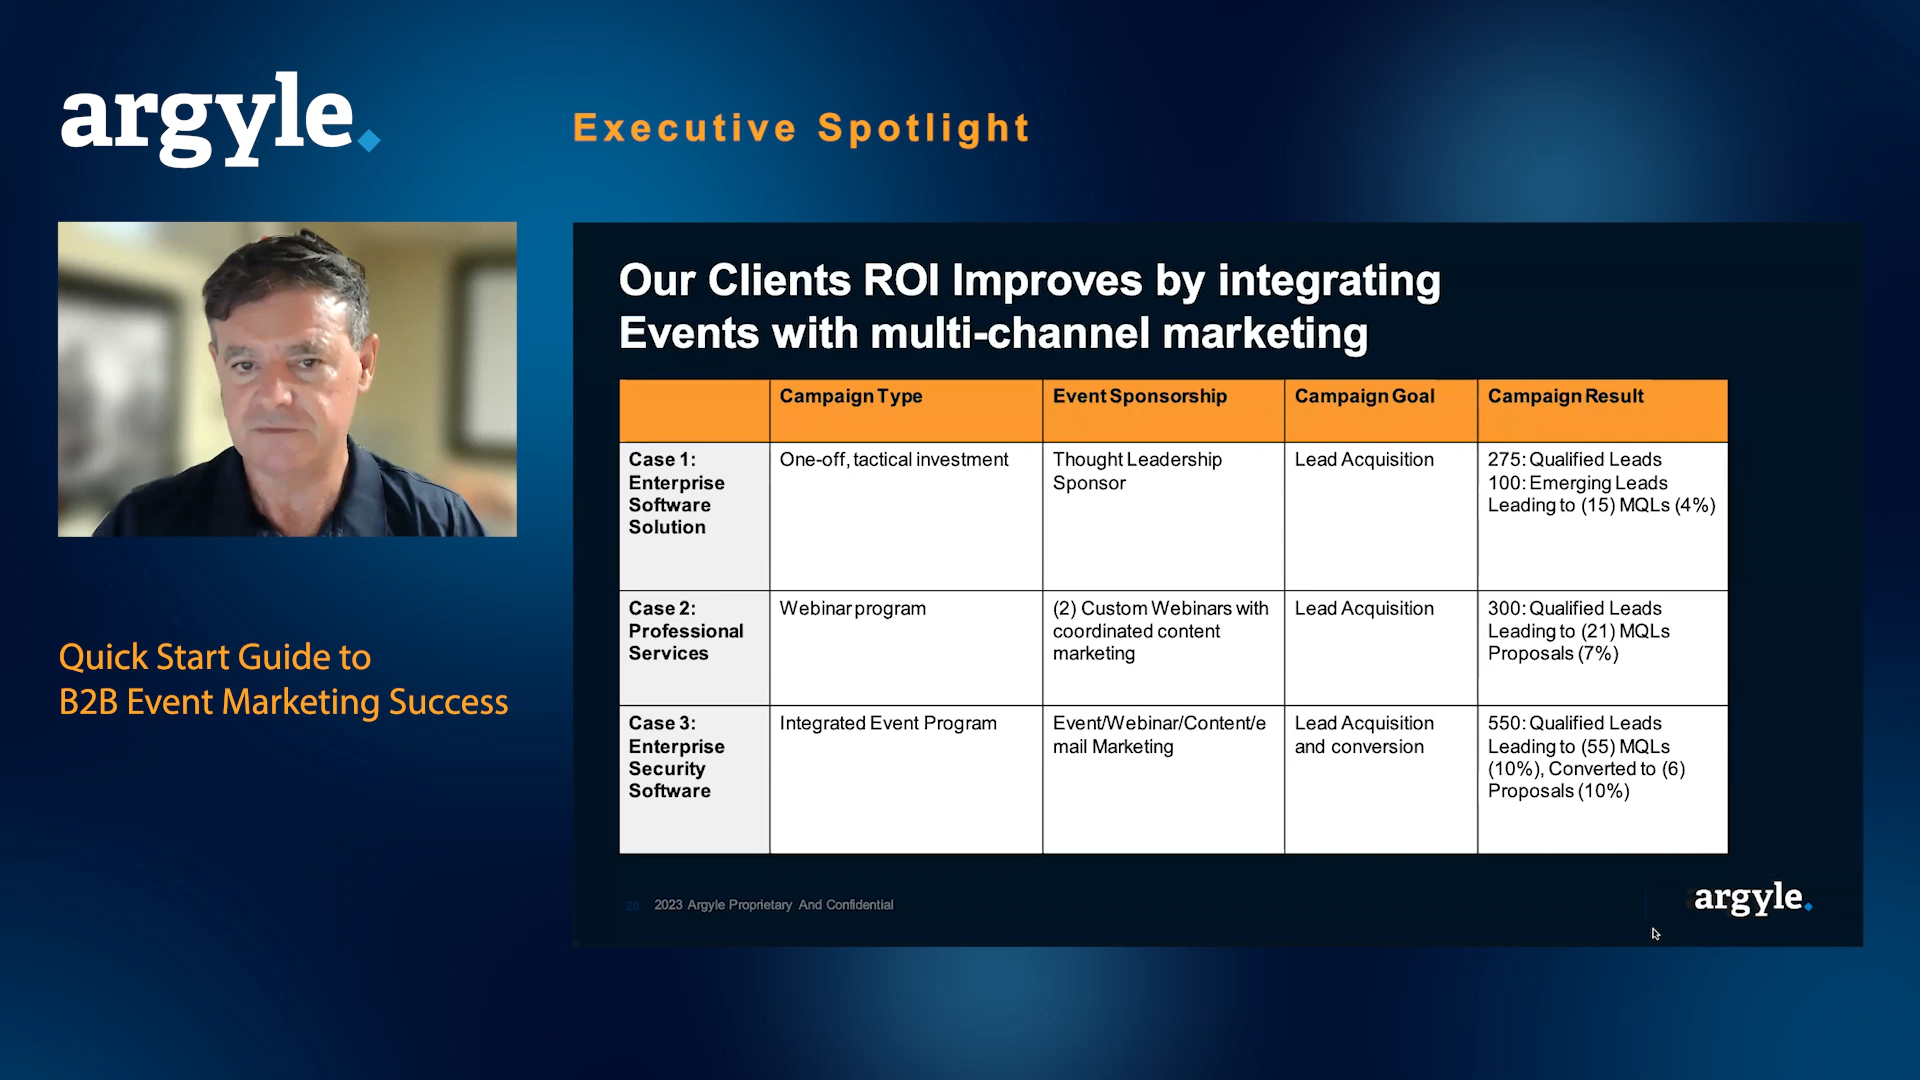 argyle.
Executive Spotlight
Quick Start Guide to
B2B Event Marketing Success
Our Clients ROI Improves by integrating
Events with multi-channel marketing
Campaign Type
Event Sponsorship
Campaign Goal
Campaign Result
Case 1:
Enterprise
Software
Solution
One-off, tactical investment
Thought Leadership
Sponsor
Lead Acquisition
275: Qualified Leads
100: Emerging Leads
Leading to (15) MQLs (4%)
Case 2:
Professional
Services
Webinar program
(2) Custom Webinars with
coordinated content
marketing
Lead Acquisition
300: Qualified Leads
Leading to (21) MQLs
Proposals (7%)
Case 3:
Enterprise
Security
Software
Integrated Event Program
Event/Webinar/Content/e
mail Marketing
Lead Acquisition
and conversion
550: Qualified Leads
Leading to (55) MQLs
(10%), Converted to (6)
Proposals (10%)
20 2023 Argyle Proprietary And Confidential
argyle.